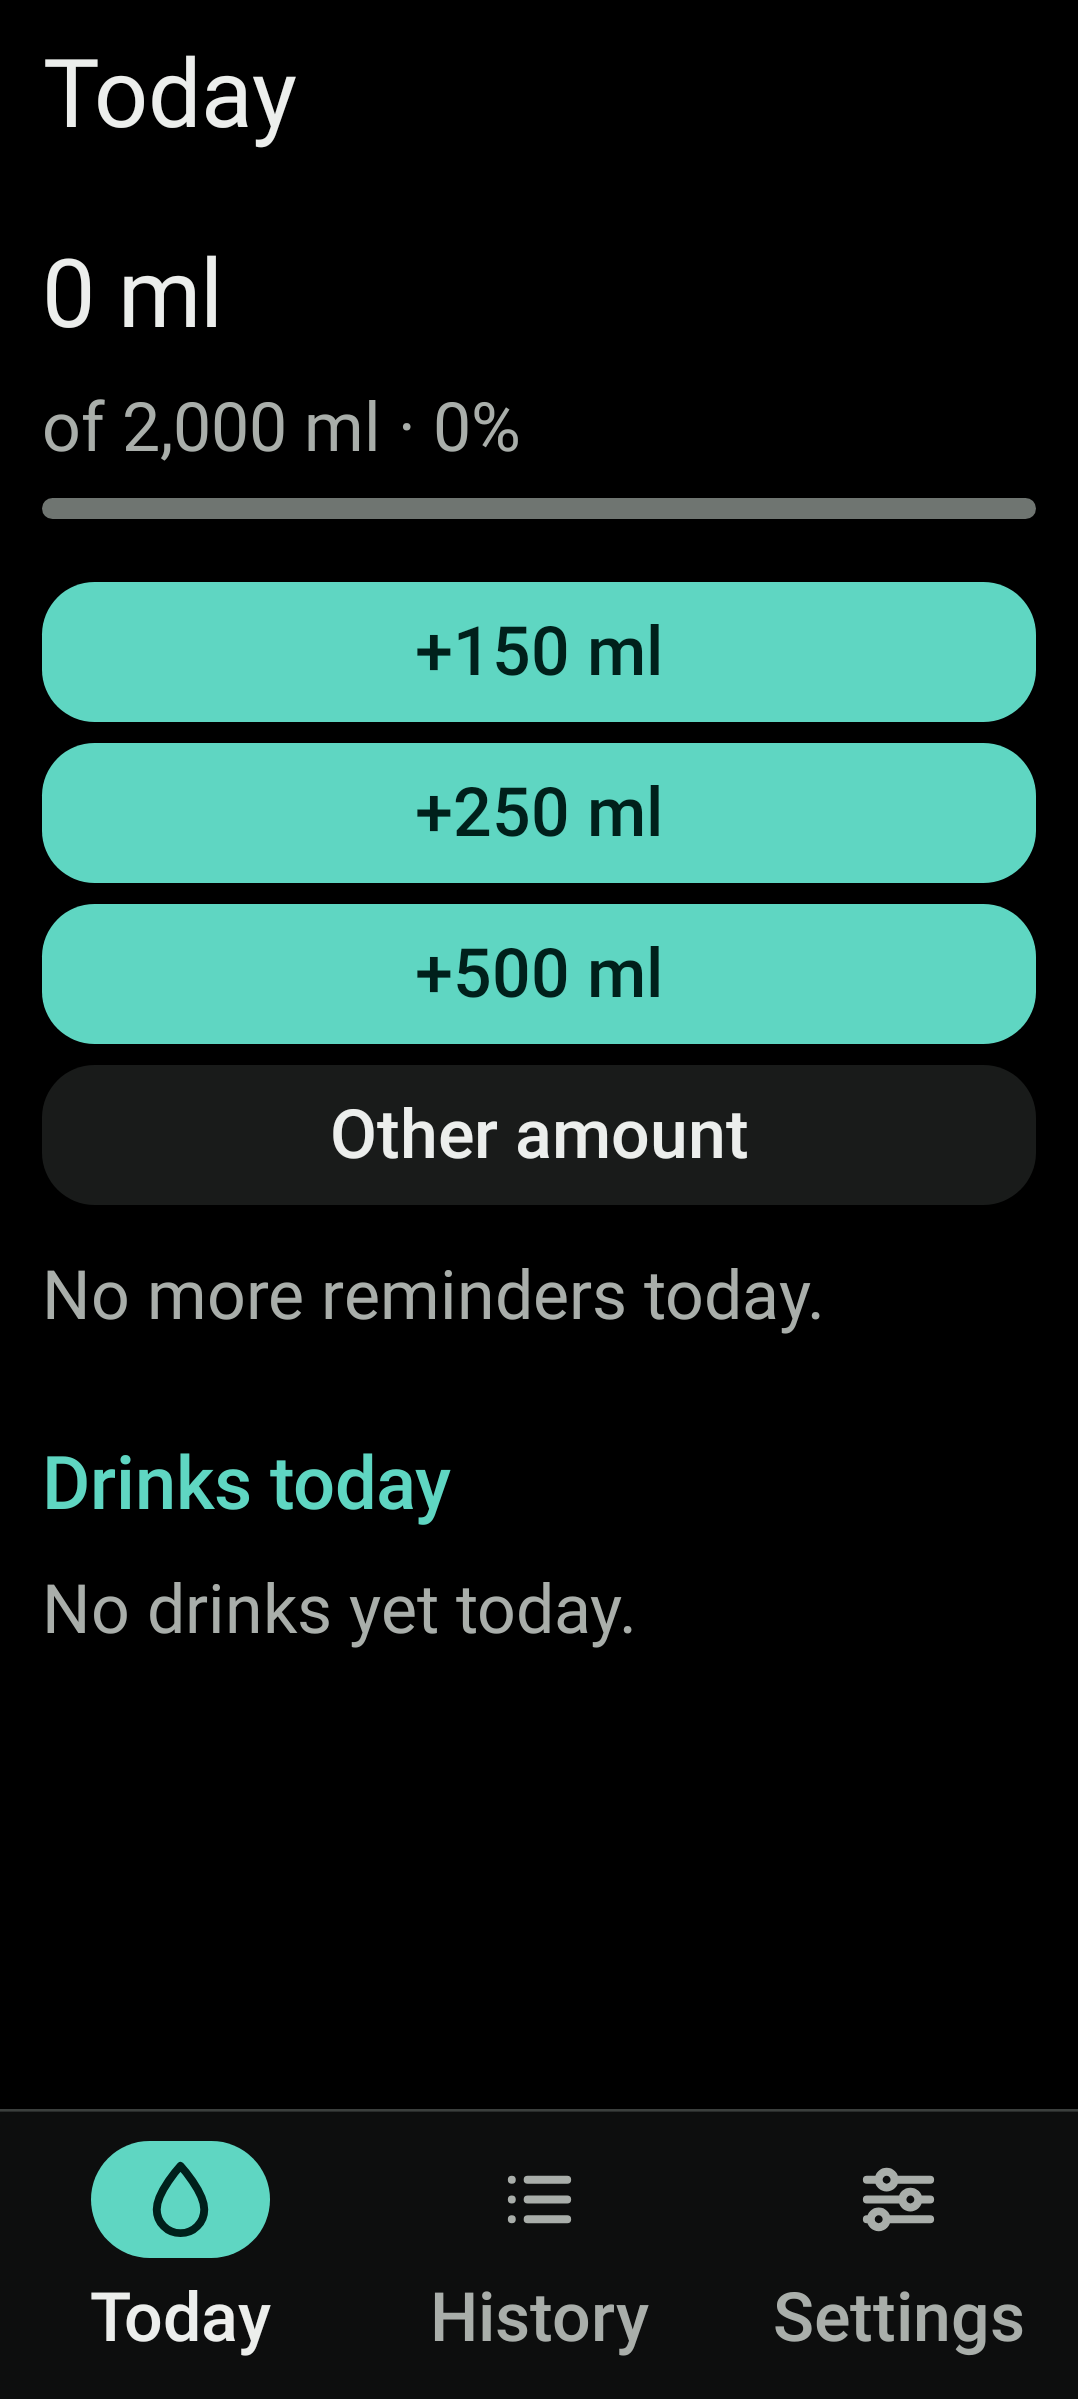 Today
0 ml
of 2,000 ml · 0%
+150 ml
+250 ml
+500 ml
Other amount
No more reminders today.
Drinks today
No drinks yet today.
Today
History
Settings